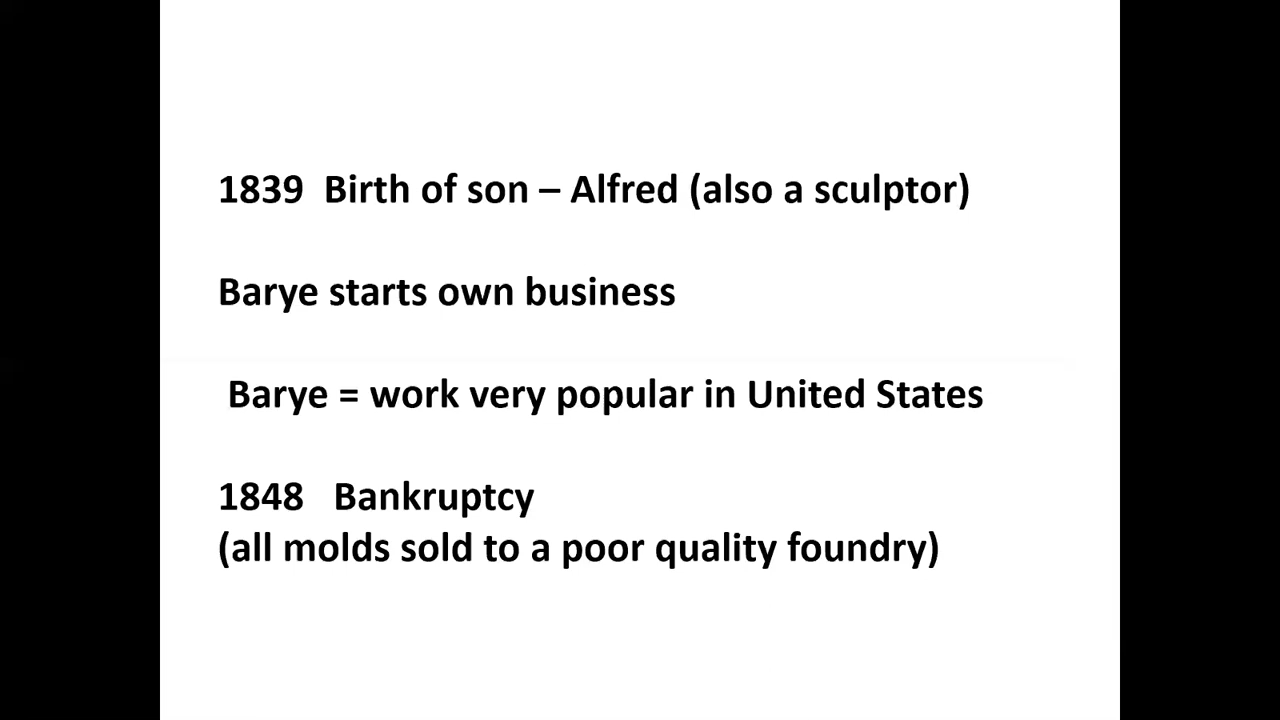 1839  Birth of son – Alfred (also a sculptor)
Barye starts own business
Barye = work very popular in United States
1848   Bankruptcy
(all molds sold to a poor quality foundry)